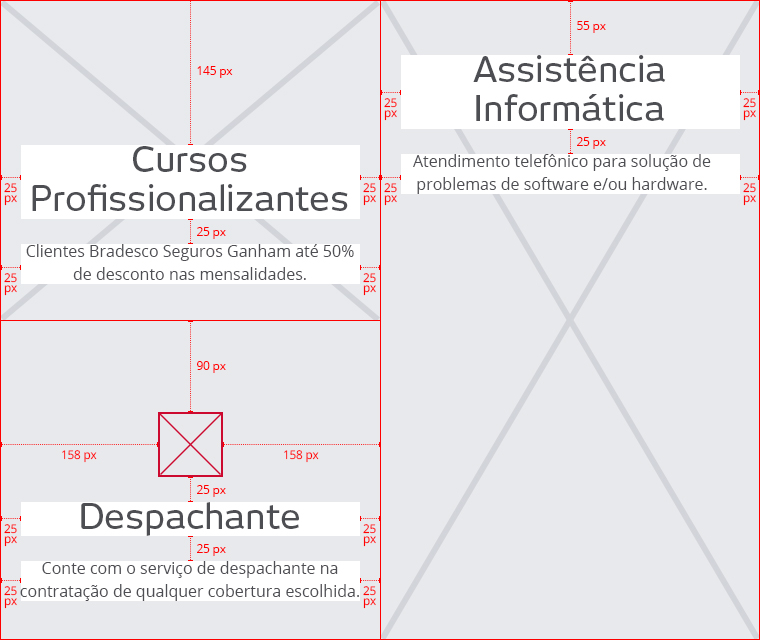 145 px
Cursos
Profissionalizantes
25 px
25 px
25 px
Clientes Bradesco Seguros Ganham até 50%
de desconto nas mensalidades.
25 px
25 px
55 px
Assistência
Informática
25 px
25 px
25 px
Atendimento telefônico para solução de
problemas de software e/ou hardware.
25 px
25 px
90 px
158 px
158 px
25 px
Despachante
25 px
25 px
25 px
Conte com o serviço de despachante na
contratação de qualquer cobertura escolhida.
25 px
25 px